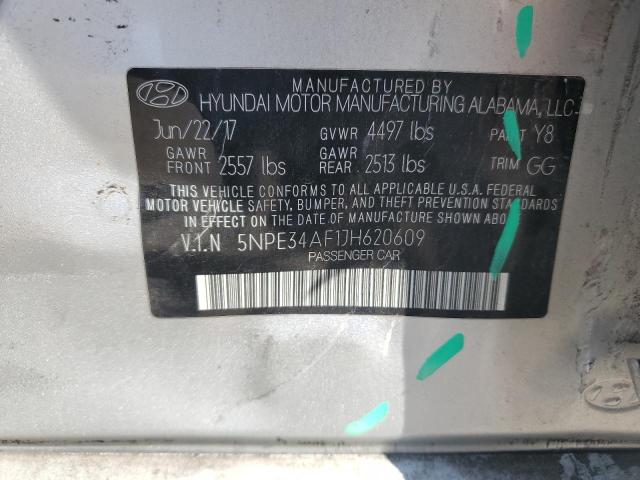 MANUFACTURED BY
HYUNDAI MOTOR MANUFACTURING ALABAMA, LLC.
Jun/22/17 GVWR 4497 lbs PAINT Y8
GAWR FRONT 2557 lbs GAWR REAR 2513 lbs TRIM GG
THIS VEHICLE CONFORMS TO ALL APPLICABLE U.S.A. FEDERAL
MOTOR VEHICLE SAFETY, BUMPER, AND THEFT PREVENTION STANDARDS
IN EFFECT ON THE DATE OF MANUFACTURE SHOWN ABOVE.
V.I.N 5NPE34AF1JH620609
PASSENGER CAR